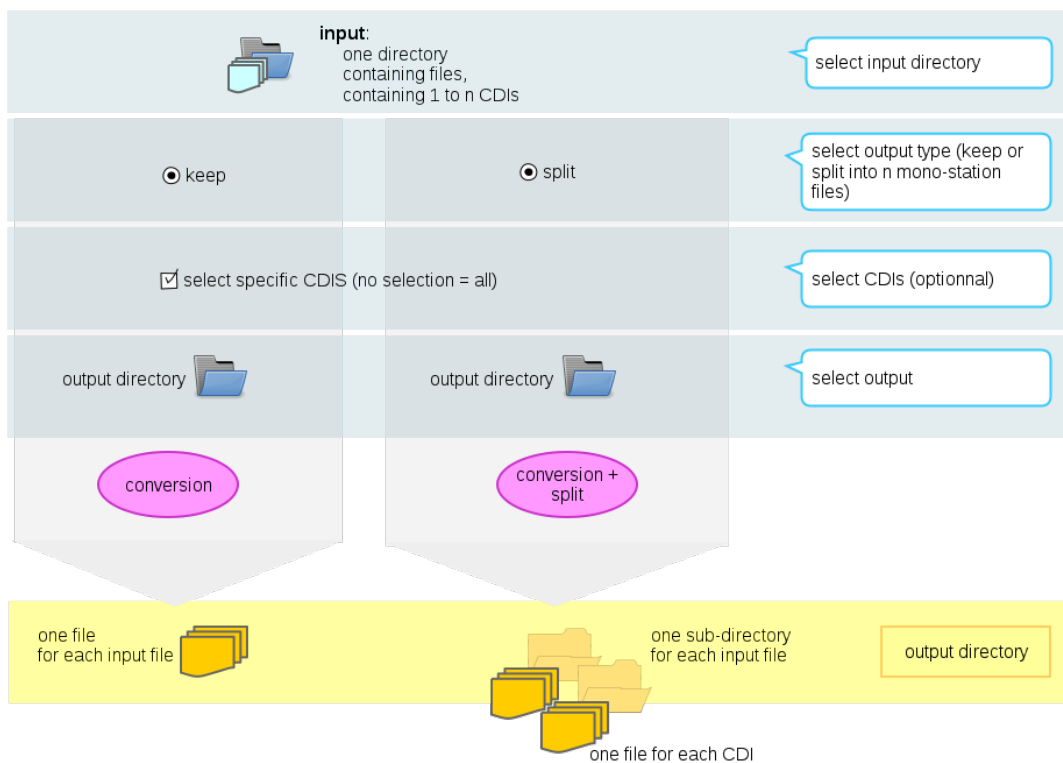 input:
one directory
containing files,
containing 1 to n CDIs
select input directory
keep
split
select output type (keep or
split into n mono-station
files)
select specific CDIS (no selection = all)
select CDIs (optionnal)
output directory
output directory
select output
conversion
conversion +
split
one file
for each input file
one sub-directory
for each input file
output directory
one file for each CDI